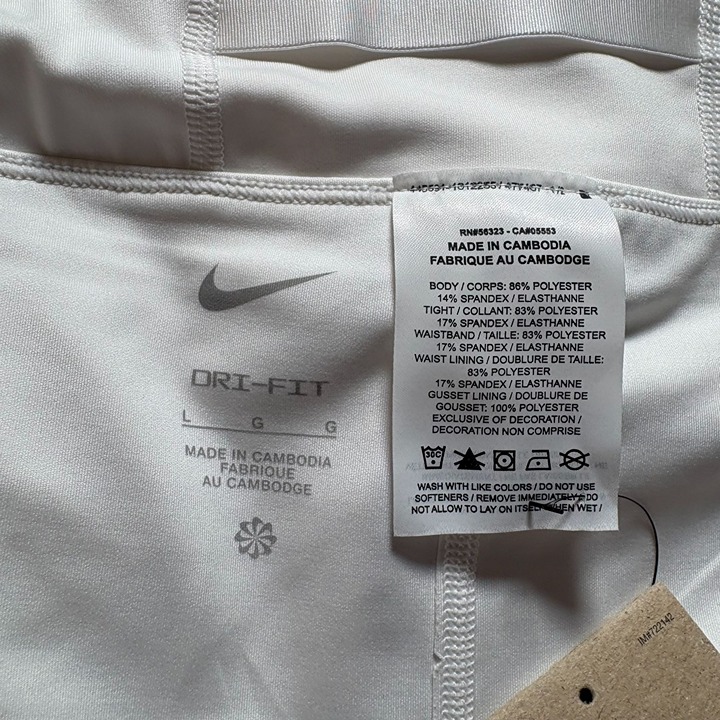 RN#56323 - CA#05553
MADE IN CAMBODIA
FABRIQUE AU CAMBODGE
BODY / CORPS: 86% POLYESTER
14% SPANDEX / ELASTHANNE
TIGHT / COLLANT: 83% POLYESTER
17% SPANDEX / ELASTHANNE
WAISTBAND / TAILLE: 83% POLYESTER
17% SPANDEX / ELASTHANNE
WAIST LINING / DOUBLURE DE TAILLE:
83% POLYESTER
17% SPANDEX / ELASTHANNE
GUSSET LINING / DOUBLURE DE
GOUSSET: 100% POLYESTER
EXCLUSIVE OF DECORATION /
DECORATION NON COMPRISE
30C
WASH WITH LIKE COLORS / DO NOT USE
SOFTENERS / REMOVE IMMEDIATELY / DO
NOT ALLOW TO LAY ON ITSELF WHEN WET /
DRI-FIT
L G G
MADE IN CAMBODIA
FABRIQUE
AU CAMBODGE
IM#722142